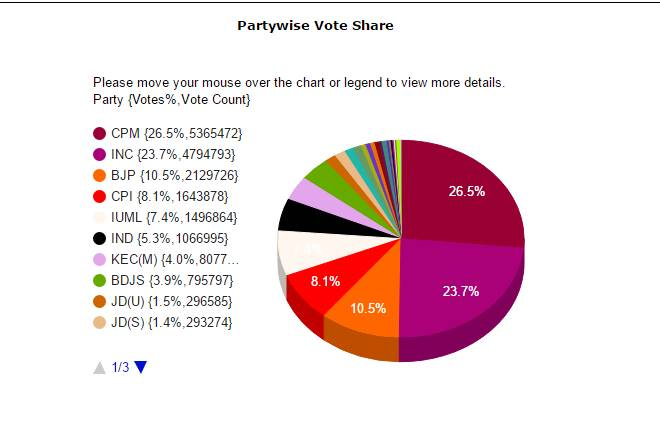 Partywise Vote Share
Please move your mouse over the chart or legend to view more details.
Party {Votes%,Vote Count}
CPM {26.5%,5365472}
INC {23.7%,4794793}
BJP {10.5%,2129726}
CPI {8.1%,1643878}
IUML {7.4%,1496864}
IND {5.3%,1066995}
KEC(M) {4.0%,8077...
BDJS {3.9%,795797}
JD(U) {1.5%,296585}
JD(S) {1.4%,293274}
1/3
26.5%
23.7%
10.5%
8.1%
7.4%